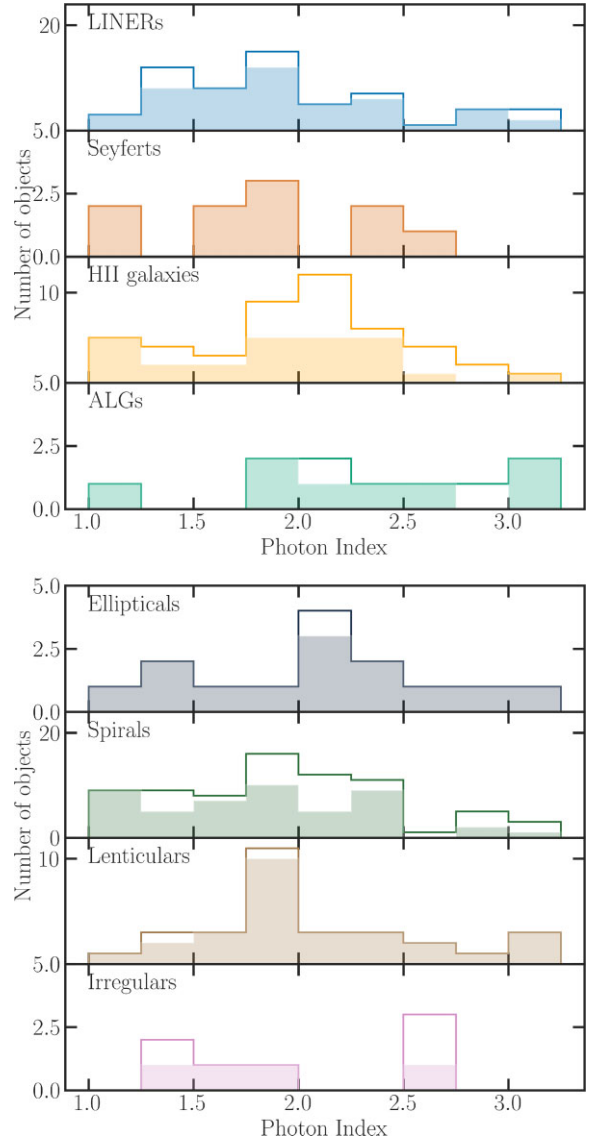 LINERs
20
5.0
Seyferts
2.5
0.0
HII galaxies
10
5.0
ALGs
2.5
0.0
Number of objects
1.0 1.5 2.0 2.5 3.0
Photon Index
5.0
Ellipticals
2.5
0.0
Spirals
20
0
Lenticulars
10
5.0
Irregulars
2.5
0.0
Number of objects
1.0 1.5 2.0 2.5 3.0
Photon Index